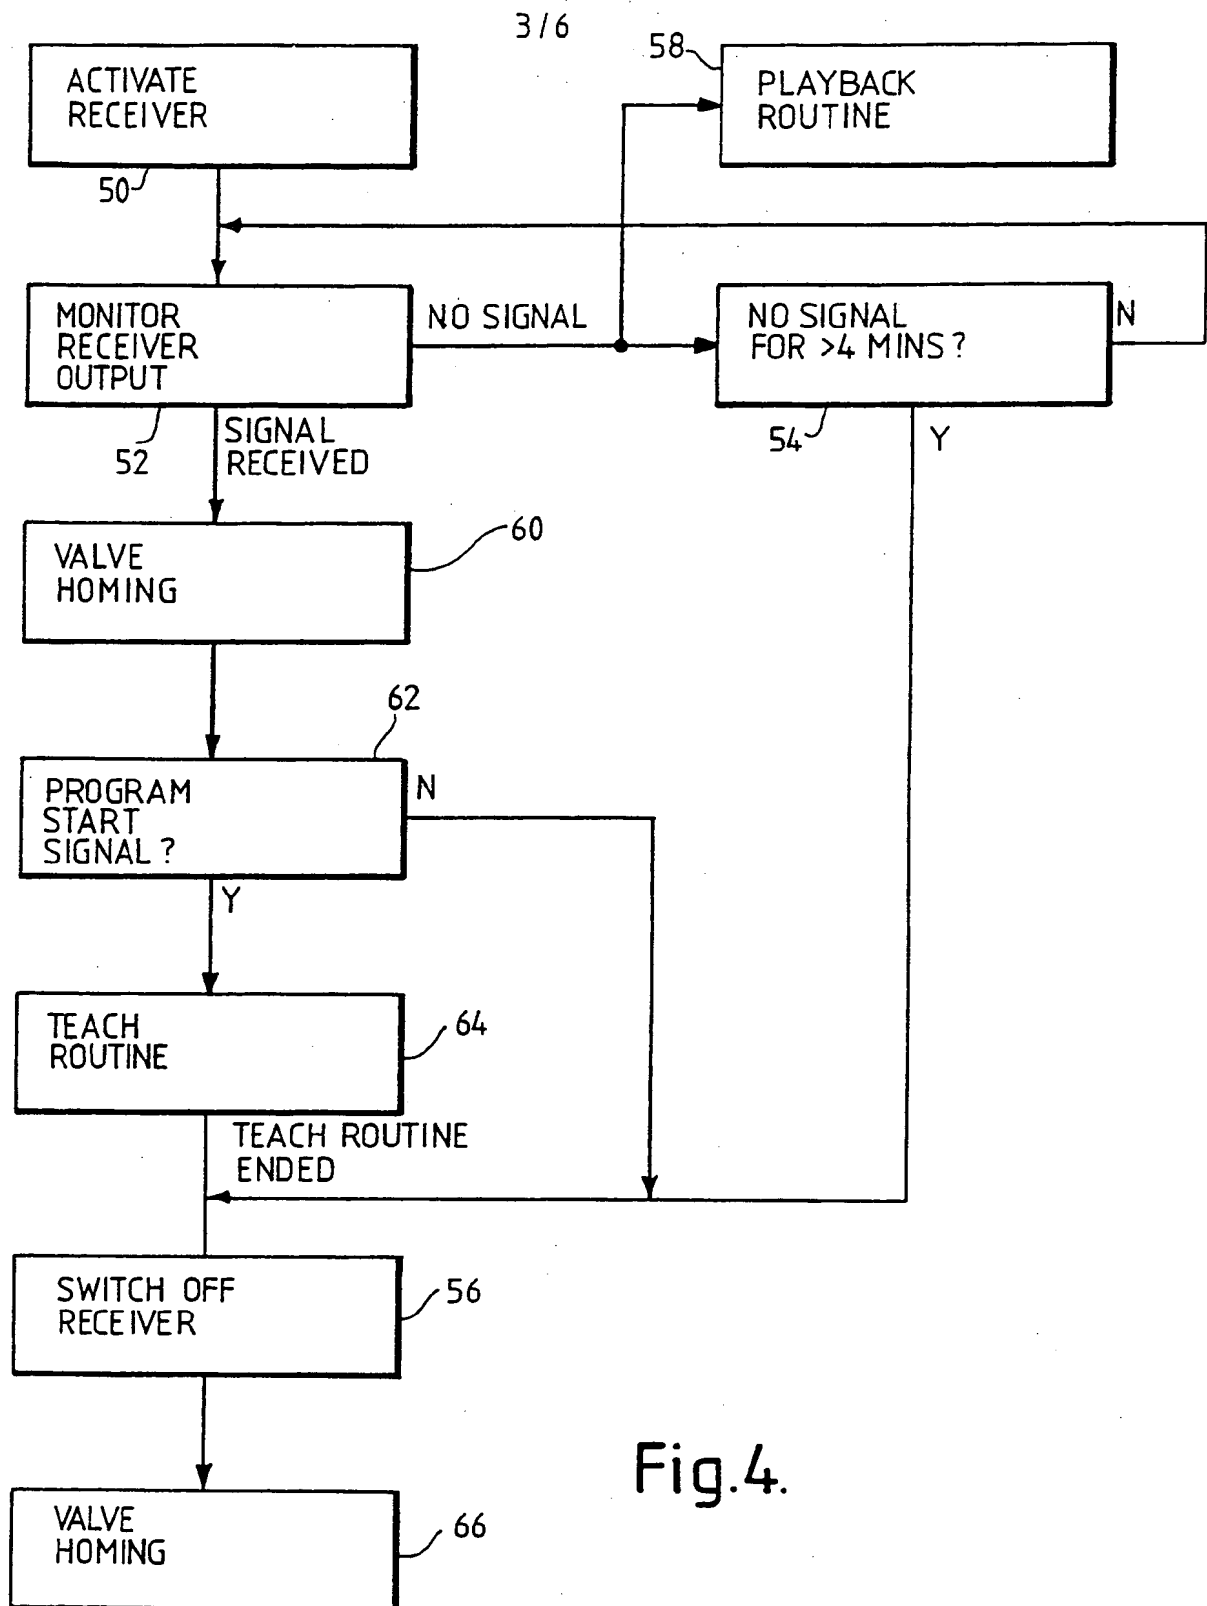 3/6
ACTIVATE
RECEIVER
50
58
PLAYBACK
ROUTINE
MONITOR
RECEIVER
OUTPUT
52
NO SIGNAL
NO SIGNAL
FOR >4 MINS?
54
N
Y
SIGNAL
RECEIVED
VALVE
HOMING
60
62
PROGRAM
START
SIGNAL?
N
Y
TEACH
ROUTINE
64
TEACH ROUTINE
ENDED
SWITCH OFF
RECEIVER
56
VALVE
HOMING
66
Fig.4.